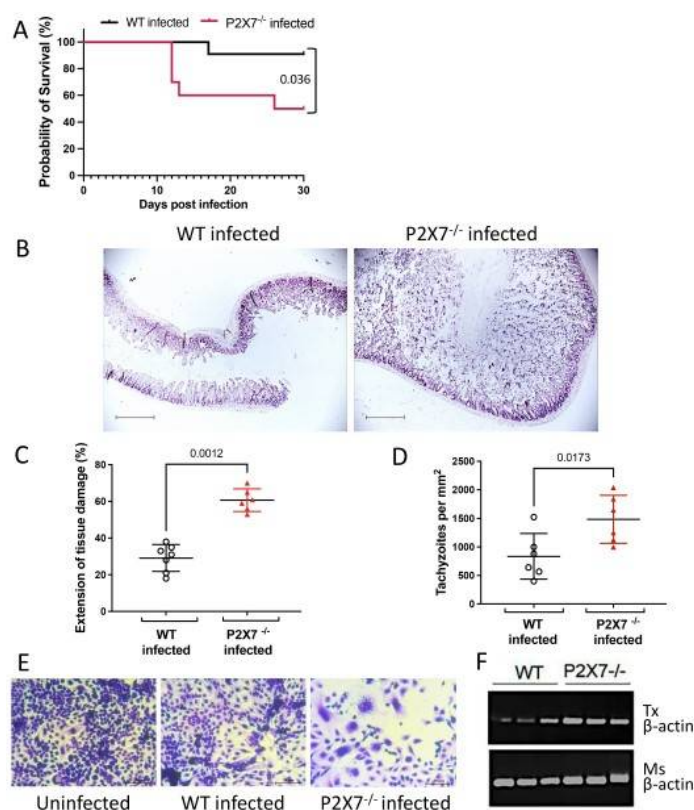 A
WT infected
P2X7-/- infected
Probability of Survival (%)
100
80
60
40
20
0
0.036
0
10
20
30
Days post infection
B
WT infected
P2X7-/- infected
C
Extension of tissue damage (%)
80
60
40
20
0
0.0012
WT infected
P2X7 -/- infected
D
Tachyzoites per mm²
2500
2000
1500
1000
500
0
0.0173
WT infected
P2X7 -/- infected
E
Uninfected
WT infected
P2X7-/- infected
F
WT
P2X7-/-
Tx
β-actin
Ms
β-actin